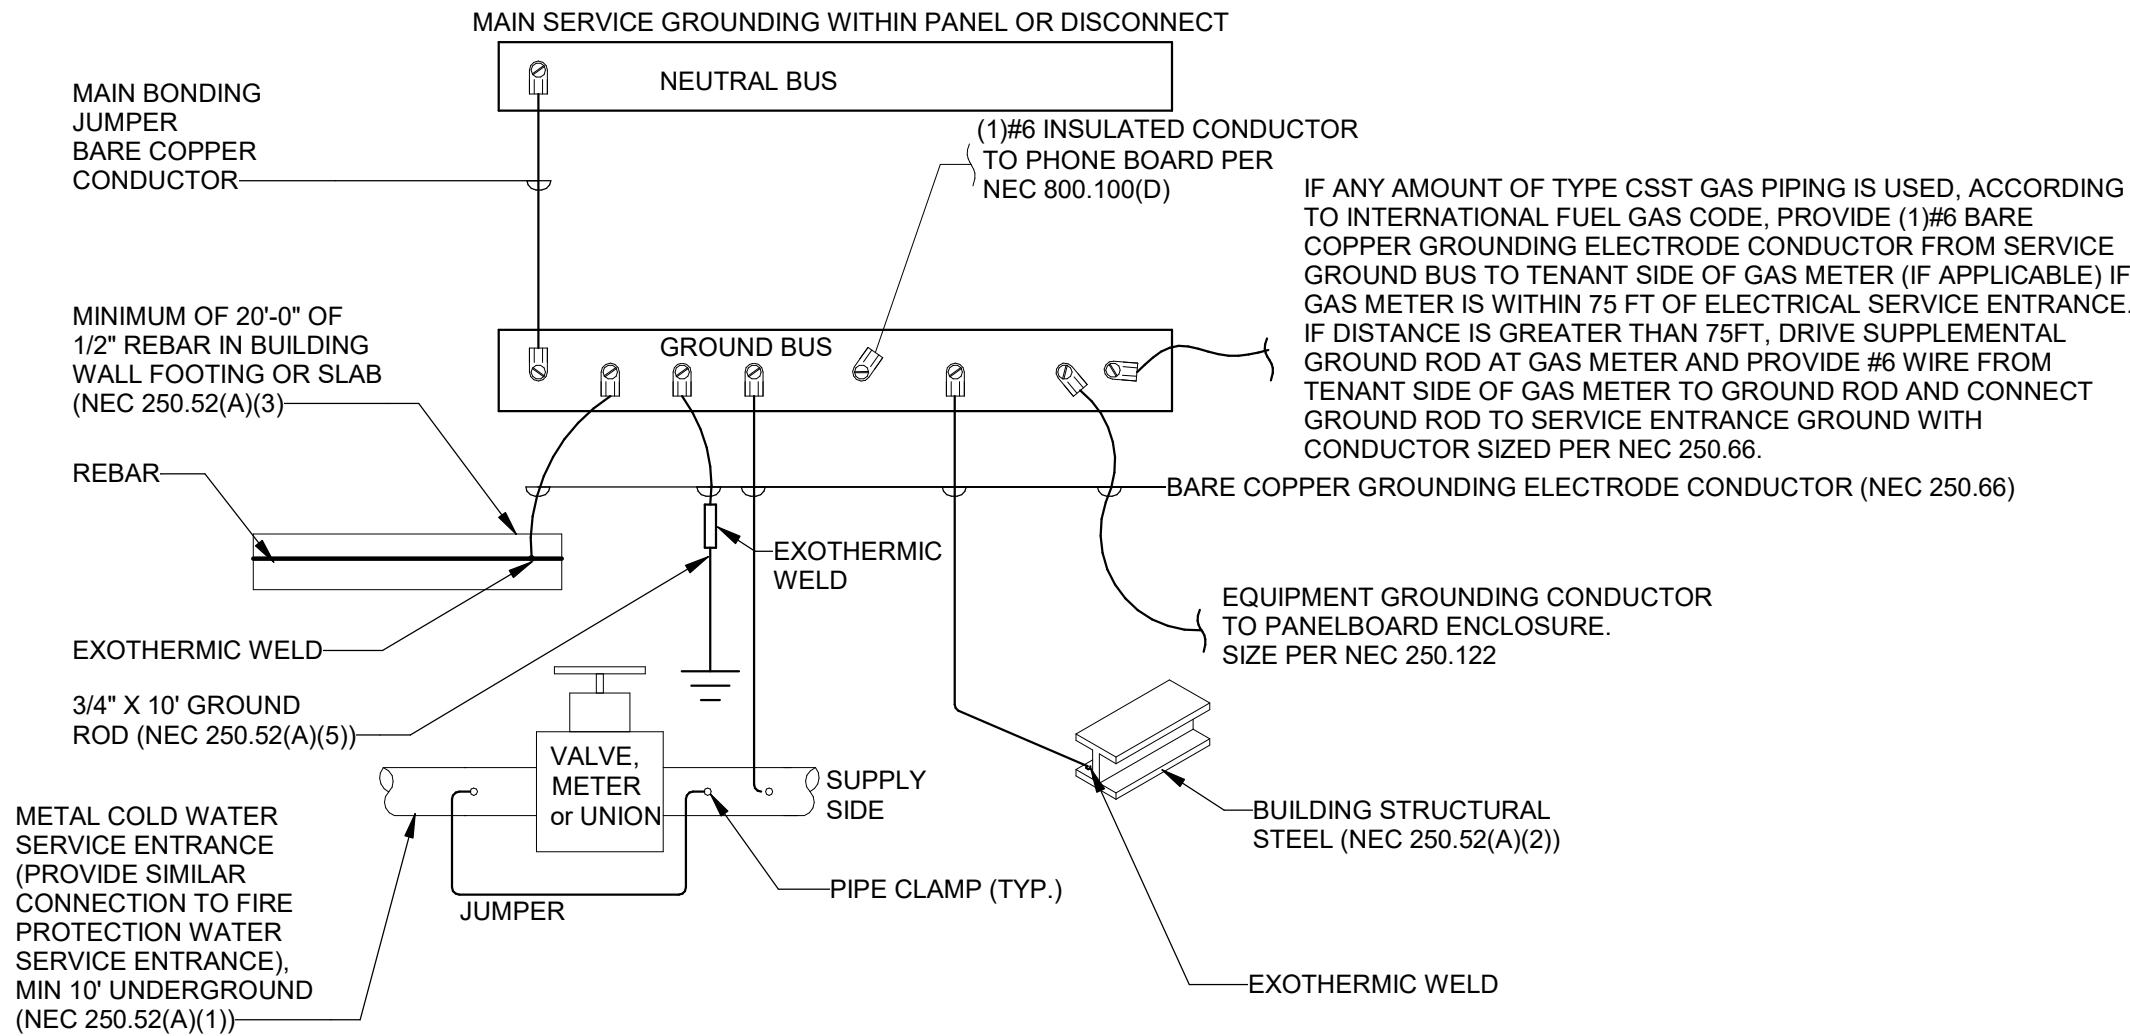 MAIN SERVICE GROUNDING WITHIN PANEL OR DISCONNECT
NEUTRAL BUS
MAIN BONDING
JUMPER
BARE COPPER
CONDUCTOR
(1)#6 INSULATED CONDUCTOR
TO PHONE BOARD PER
NEC 800.100(D)
IF ANY AMOUNT OF TYPE CSST GAS PIPING IS USED, ACCORDING
TO INTERNATIONAL FUEL GAS CODE, PROVIDE (1)#6 BARE
COPPER GROUNDING ELECTRODE CONDUCTOR FROM SERVICE
GROUND BUS TO TENANT SIDE OF GAS METER (IF APPLICABLE) IF
GAS METER IS WITHIN 75 FT OF ELECTRICAL SERVICE ENTRANCE.
IF DISTANCE IS GREATER THAN 75FT, DRIVE SUPPLEMENTAL
GROUND ROD AT GAS METER AND PROVIDE #6 WIRE FROM
TENANT SIDE OF GAS METER TO GROUND ROD AND CONNECT
GROUND ROD TO SERVICE ENTRANCE GROUND WITH
CONDUCTOR SIZED PER NEC 250.66.
GROUND BUS
MINIMUM OF 20'-0" OF
1/2" REBAR IN BUILDING
WALL FOOTING OR SLAB
(NEC 250.52(A)(3)
REBAR
BARE COPPER GROUNDING ELECTRODE CONDUCTOR (NEC 250.66)
EXOTHERMIC
WELD
EQUIPMENT GROUNDING CONDUCTOR
TO PANELBOARD ENCLOSURE.
SIZE PER NEC 250.122
EXOTHERMIC WELD
3/4" X 10' GROUND
ROD (NEC 250.52(A)(5))
VALVE,
METER
or UNION
SUPPLY
SIDE
METAL COLD WATER
SERVICE ENTRANCE
(PROVIDE SIMILAR
CONNECTION TO FIRE
PROTECTION WATER
SERVICE ENTRANCE),
MIN 10' UNDERGROUND
(NEC 250.52(A)(1))
JUMPER
PIPE CLAMP (TYP.)
BUILDING STRUCTURAL
STEEL (NEC 250.52(A)(2))
EXOTHERMIC WELD